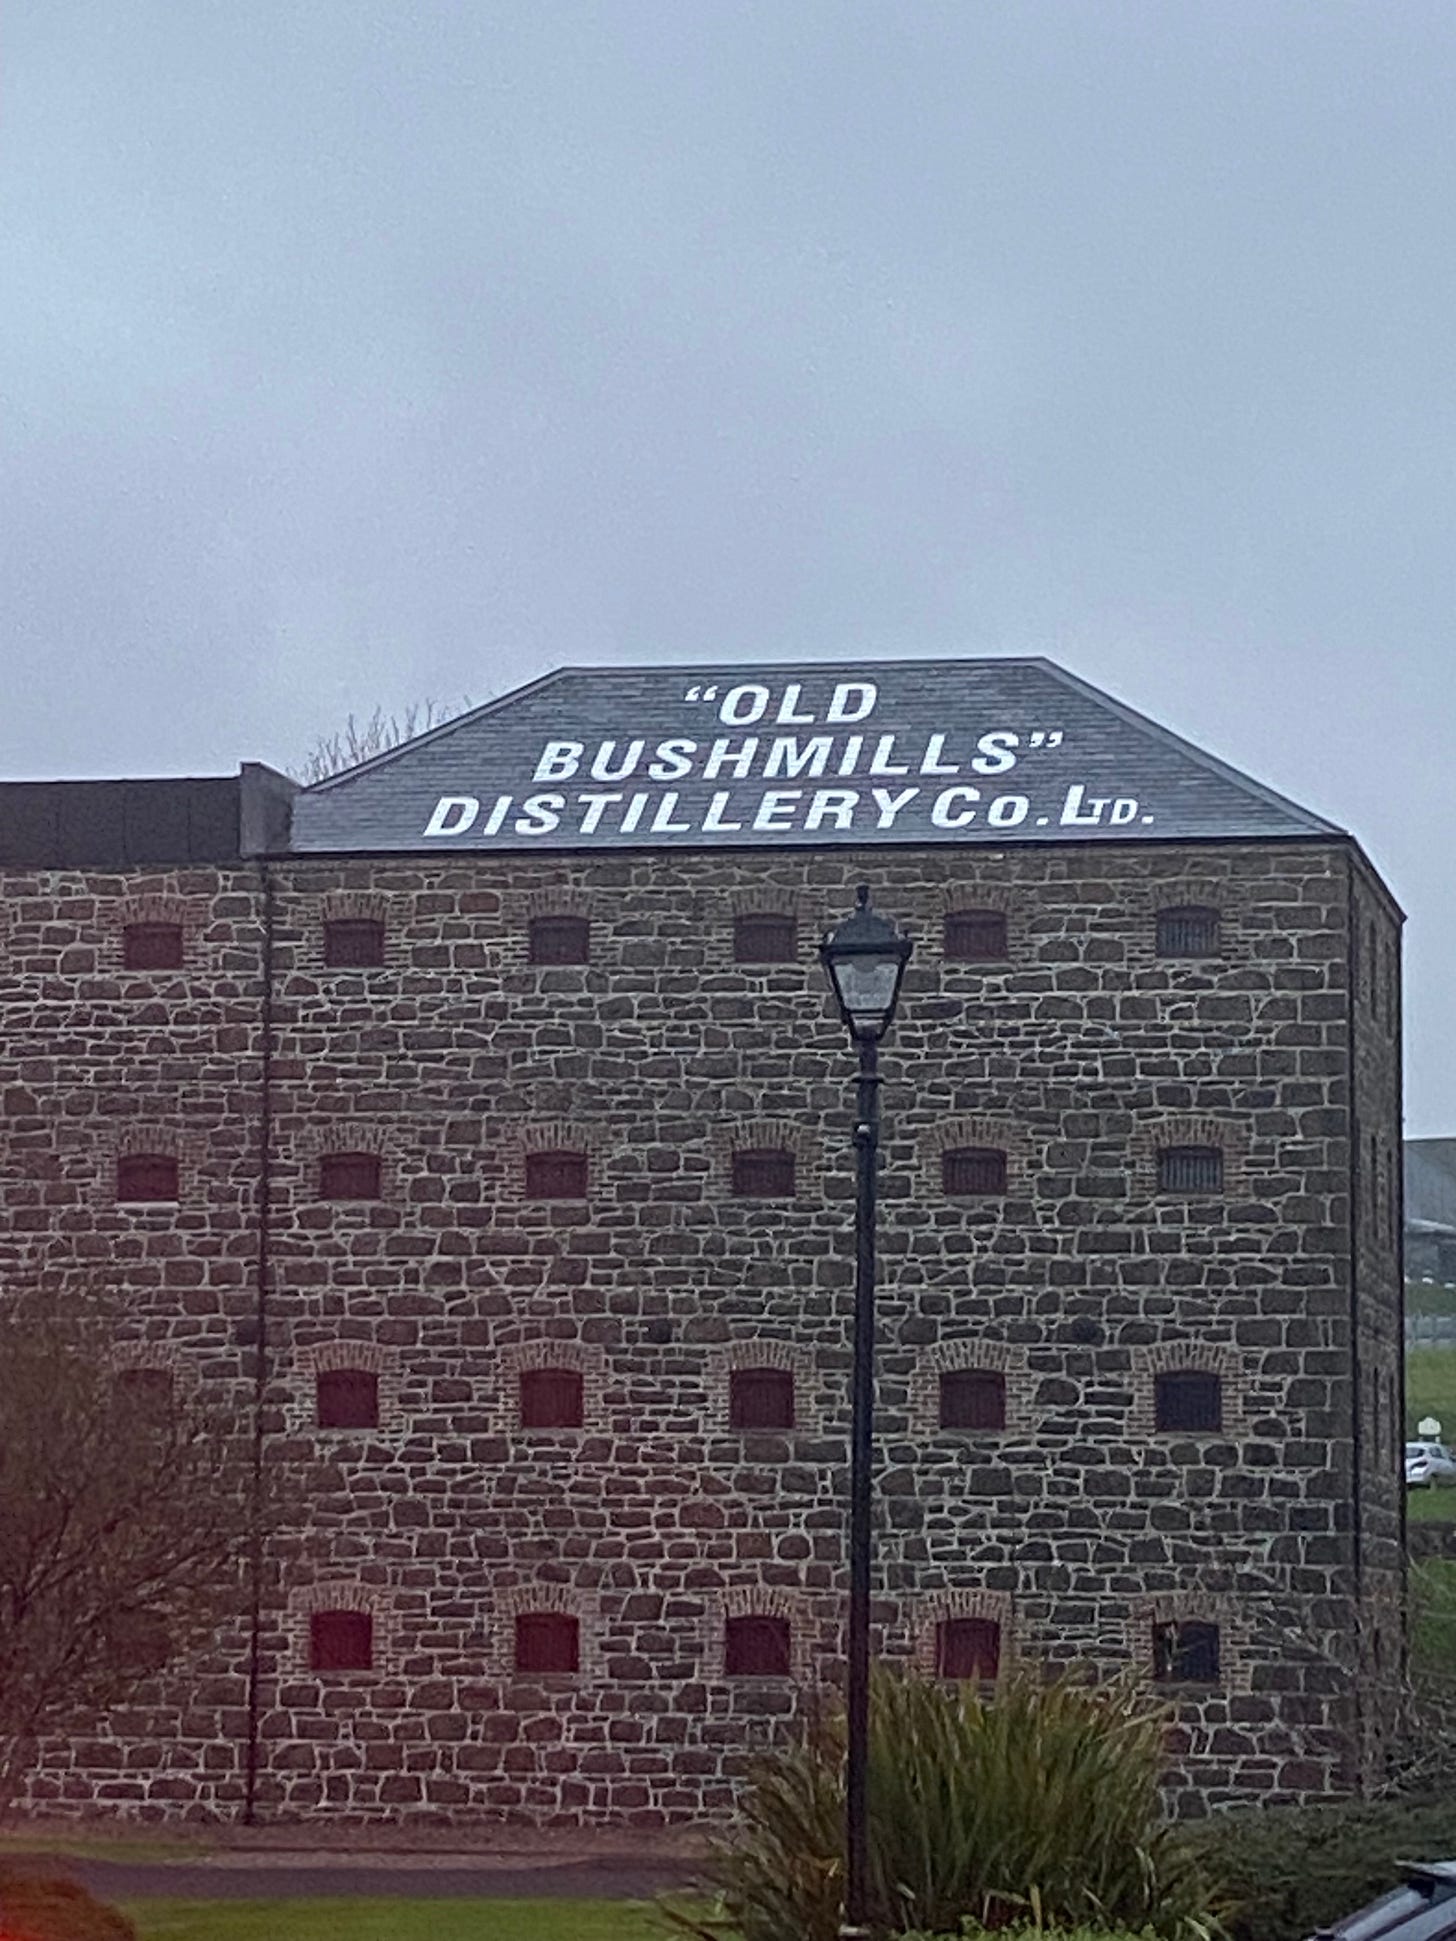 “OLD
BUSHMILLS”
DISTILLERY Co. LTD.